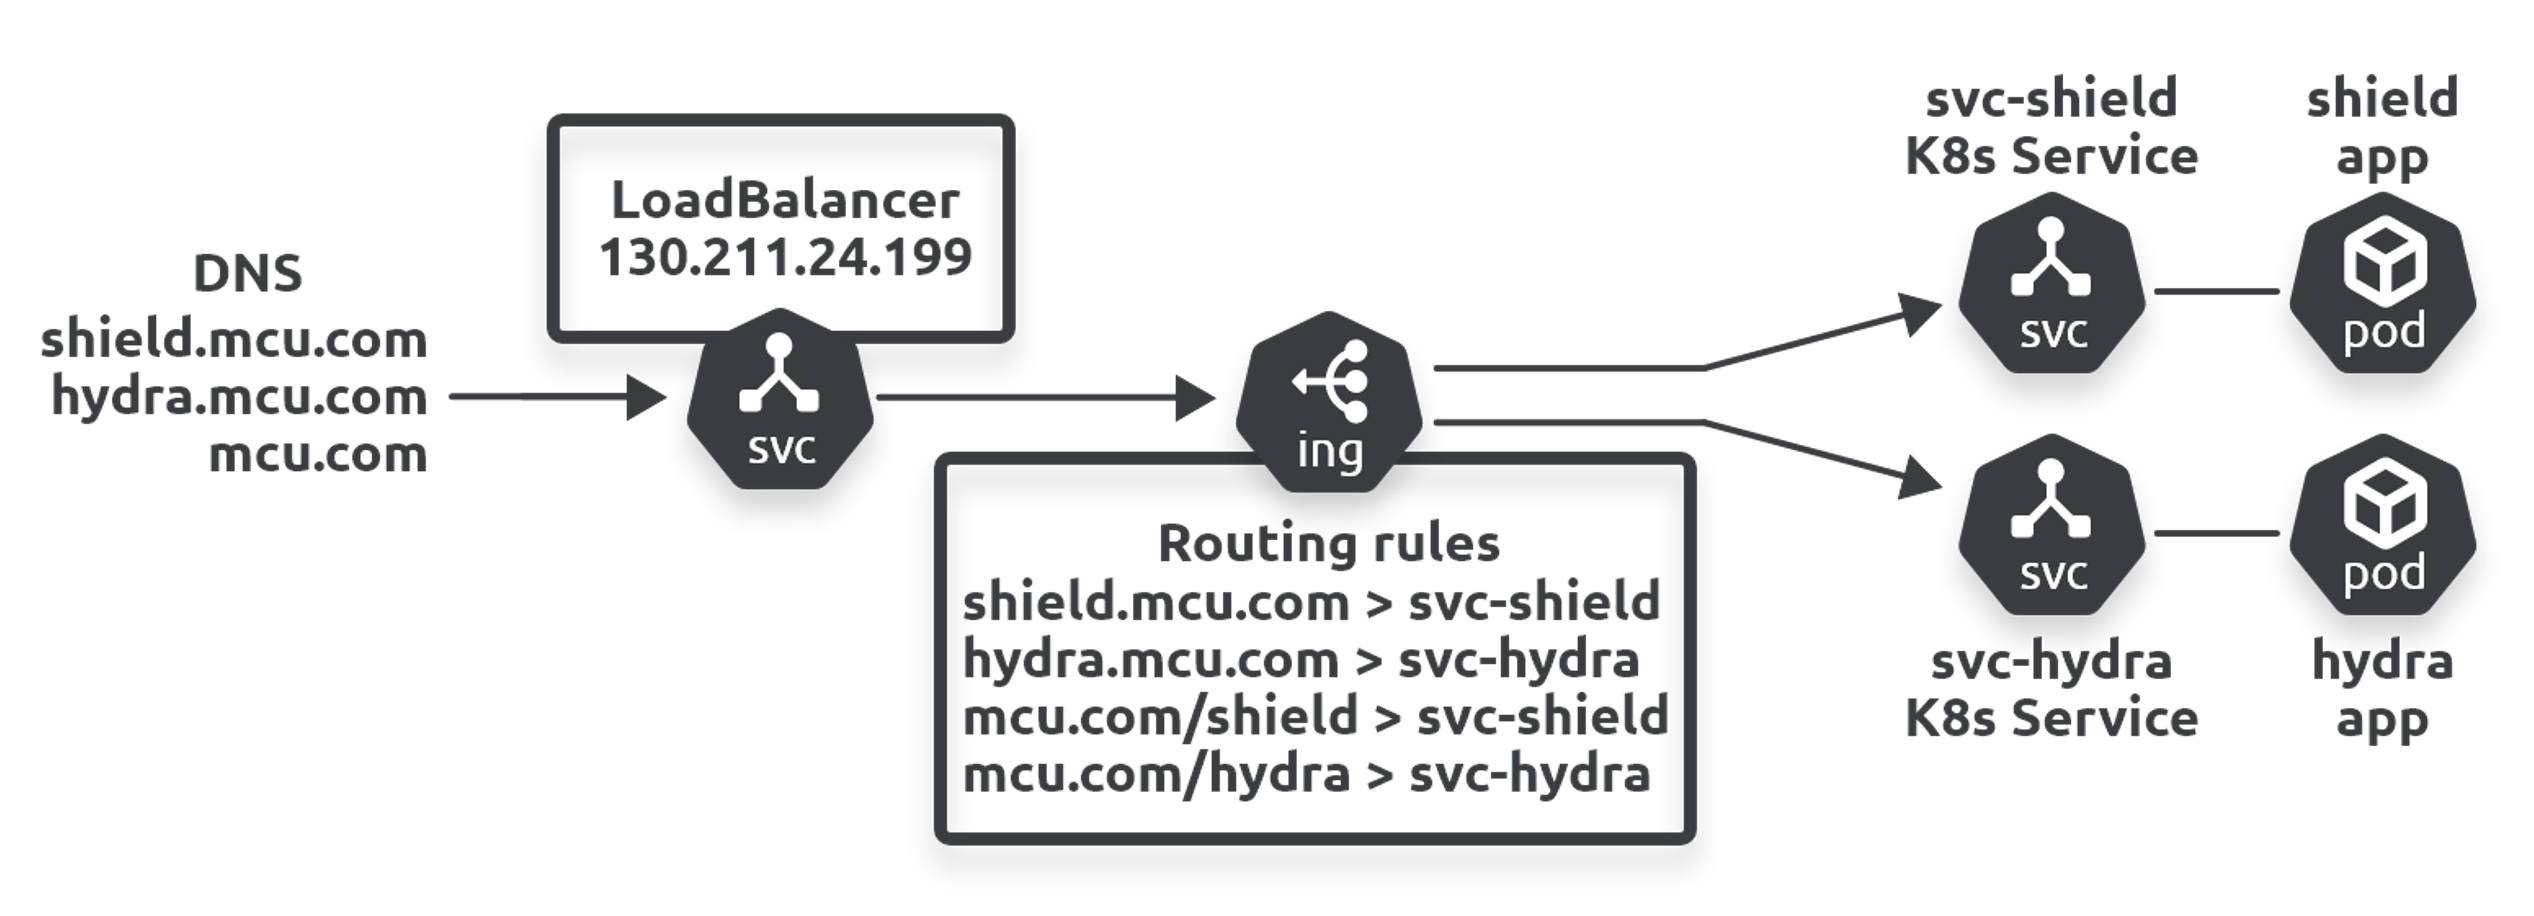 DNS
shield.mcu.com
hydra.mcu.com
mcu.com
LoadBalancer
130.211.24.199
svc
ing
Routing rules
shield.mcu.com > svc-shield
hydra.mcu.com > svc-hydra
mcu.com/shield > svc-shield
mcu.com/hydra > svc-hydra
svc-shield
K8s Service
svc
shield
app
pod
svc
svc-hydra
K8s Service
pod
hydra
app